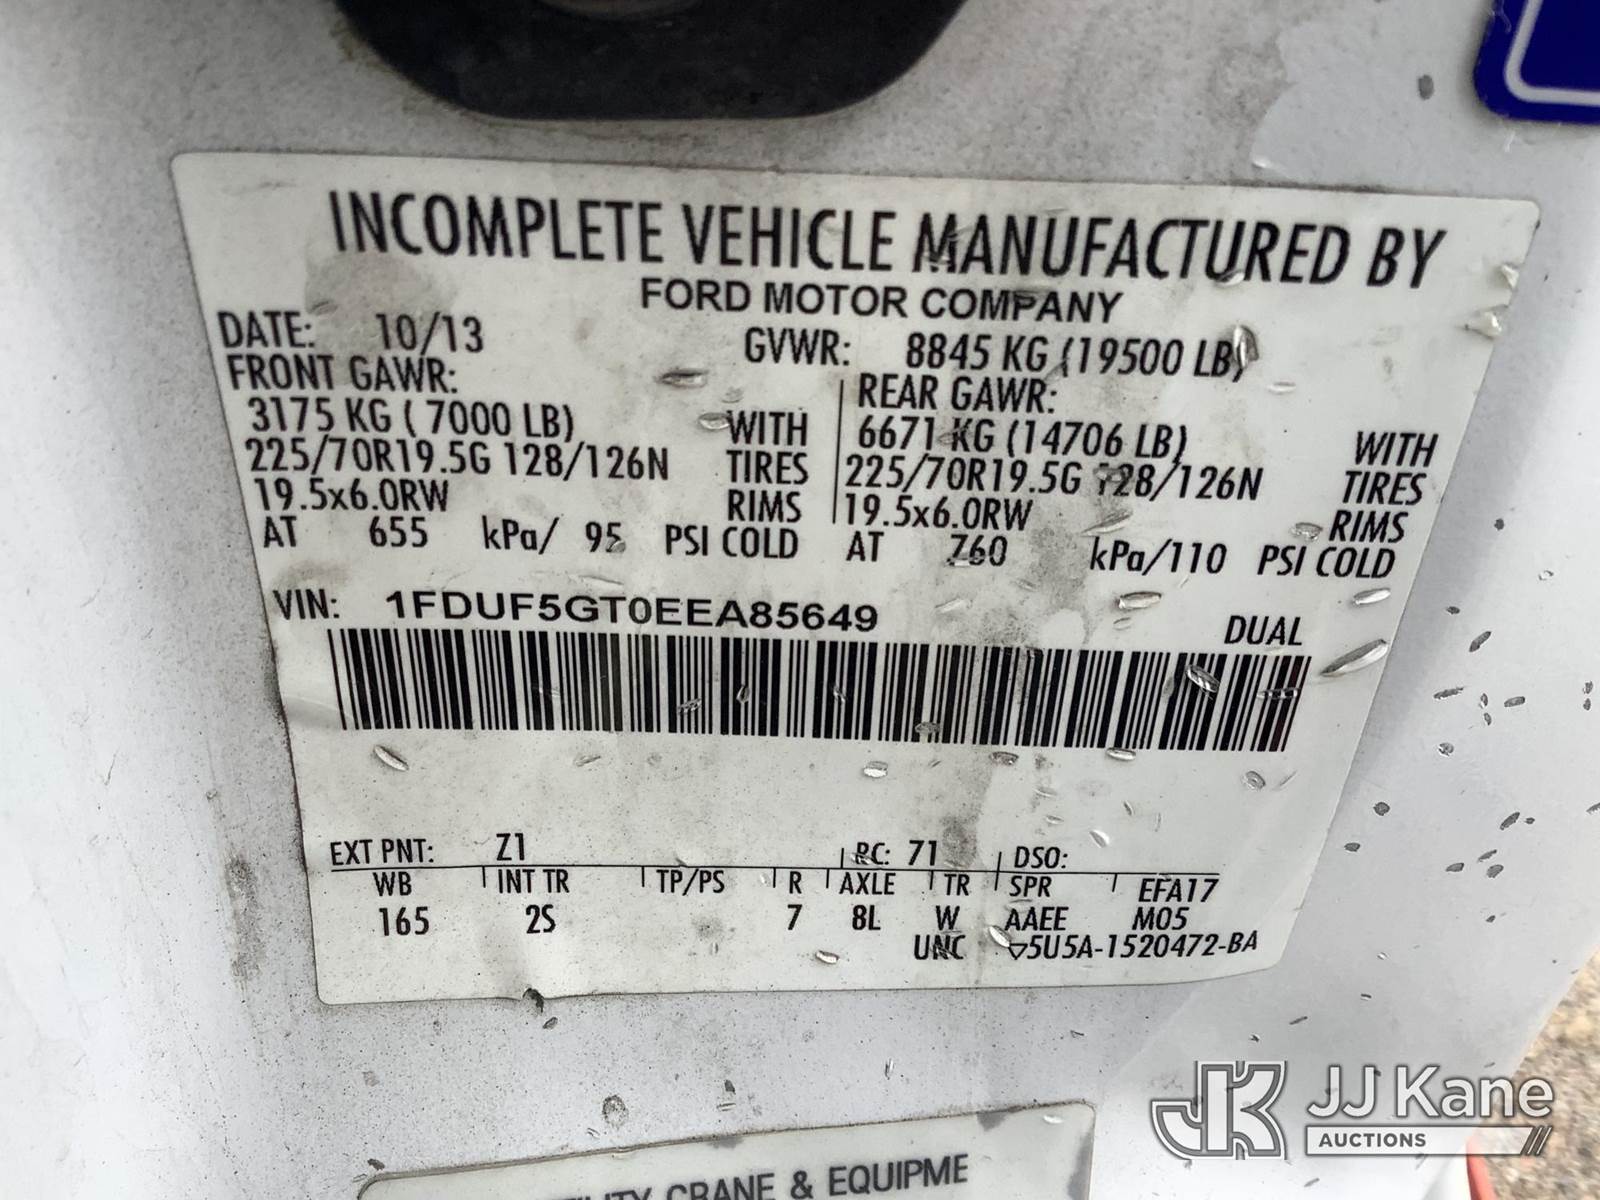 INCOMPLETE VEHICLE MANUFACTURED BY
FORD MOTOR COMPANY
DATE: 10/13 GVWR: 8845 KG (19500 LB)
FRONT GAWR: REAR GAWR:
3175 KG ( 7000 LB) WITH 6671 KG (14706 LB) WITH
225/70R19.5G 128/126N TIRES 225/70R19.5G 128/126N TIRES
19.5x6.0RW RIMS 19.5x6.0RW RIMS
AT 655 kPa/ 95 PSI COLD AT 760 kPa/110 PSI COLD
VIN: 1FDUF5GT0EEA85649
DUAL
EXT PNT: Z1 RC: 71 DSO:
WB INT TR TP/PS R AXLE TR SPR EFA17
165 2S 7 8L W AAEE M05
UNC ▽5U5A-1520472-BA
CRANE & EQUIPME
JK JJ Kane
AUCTIONS